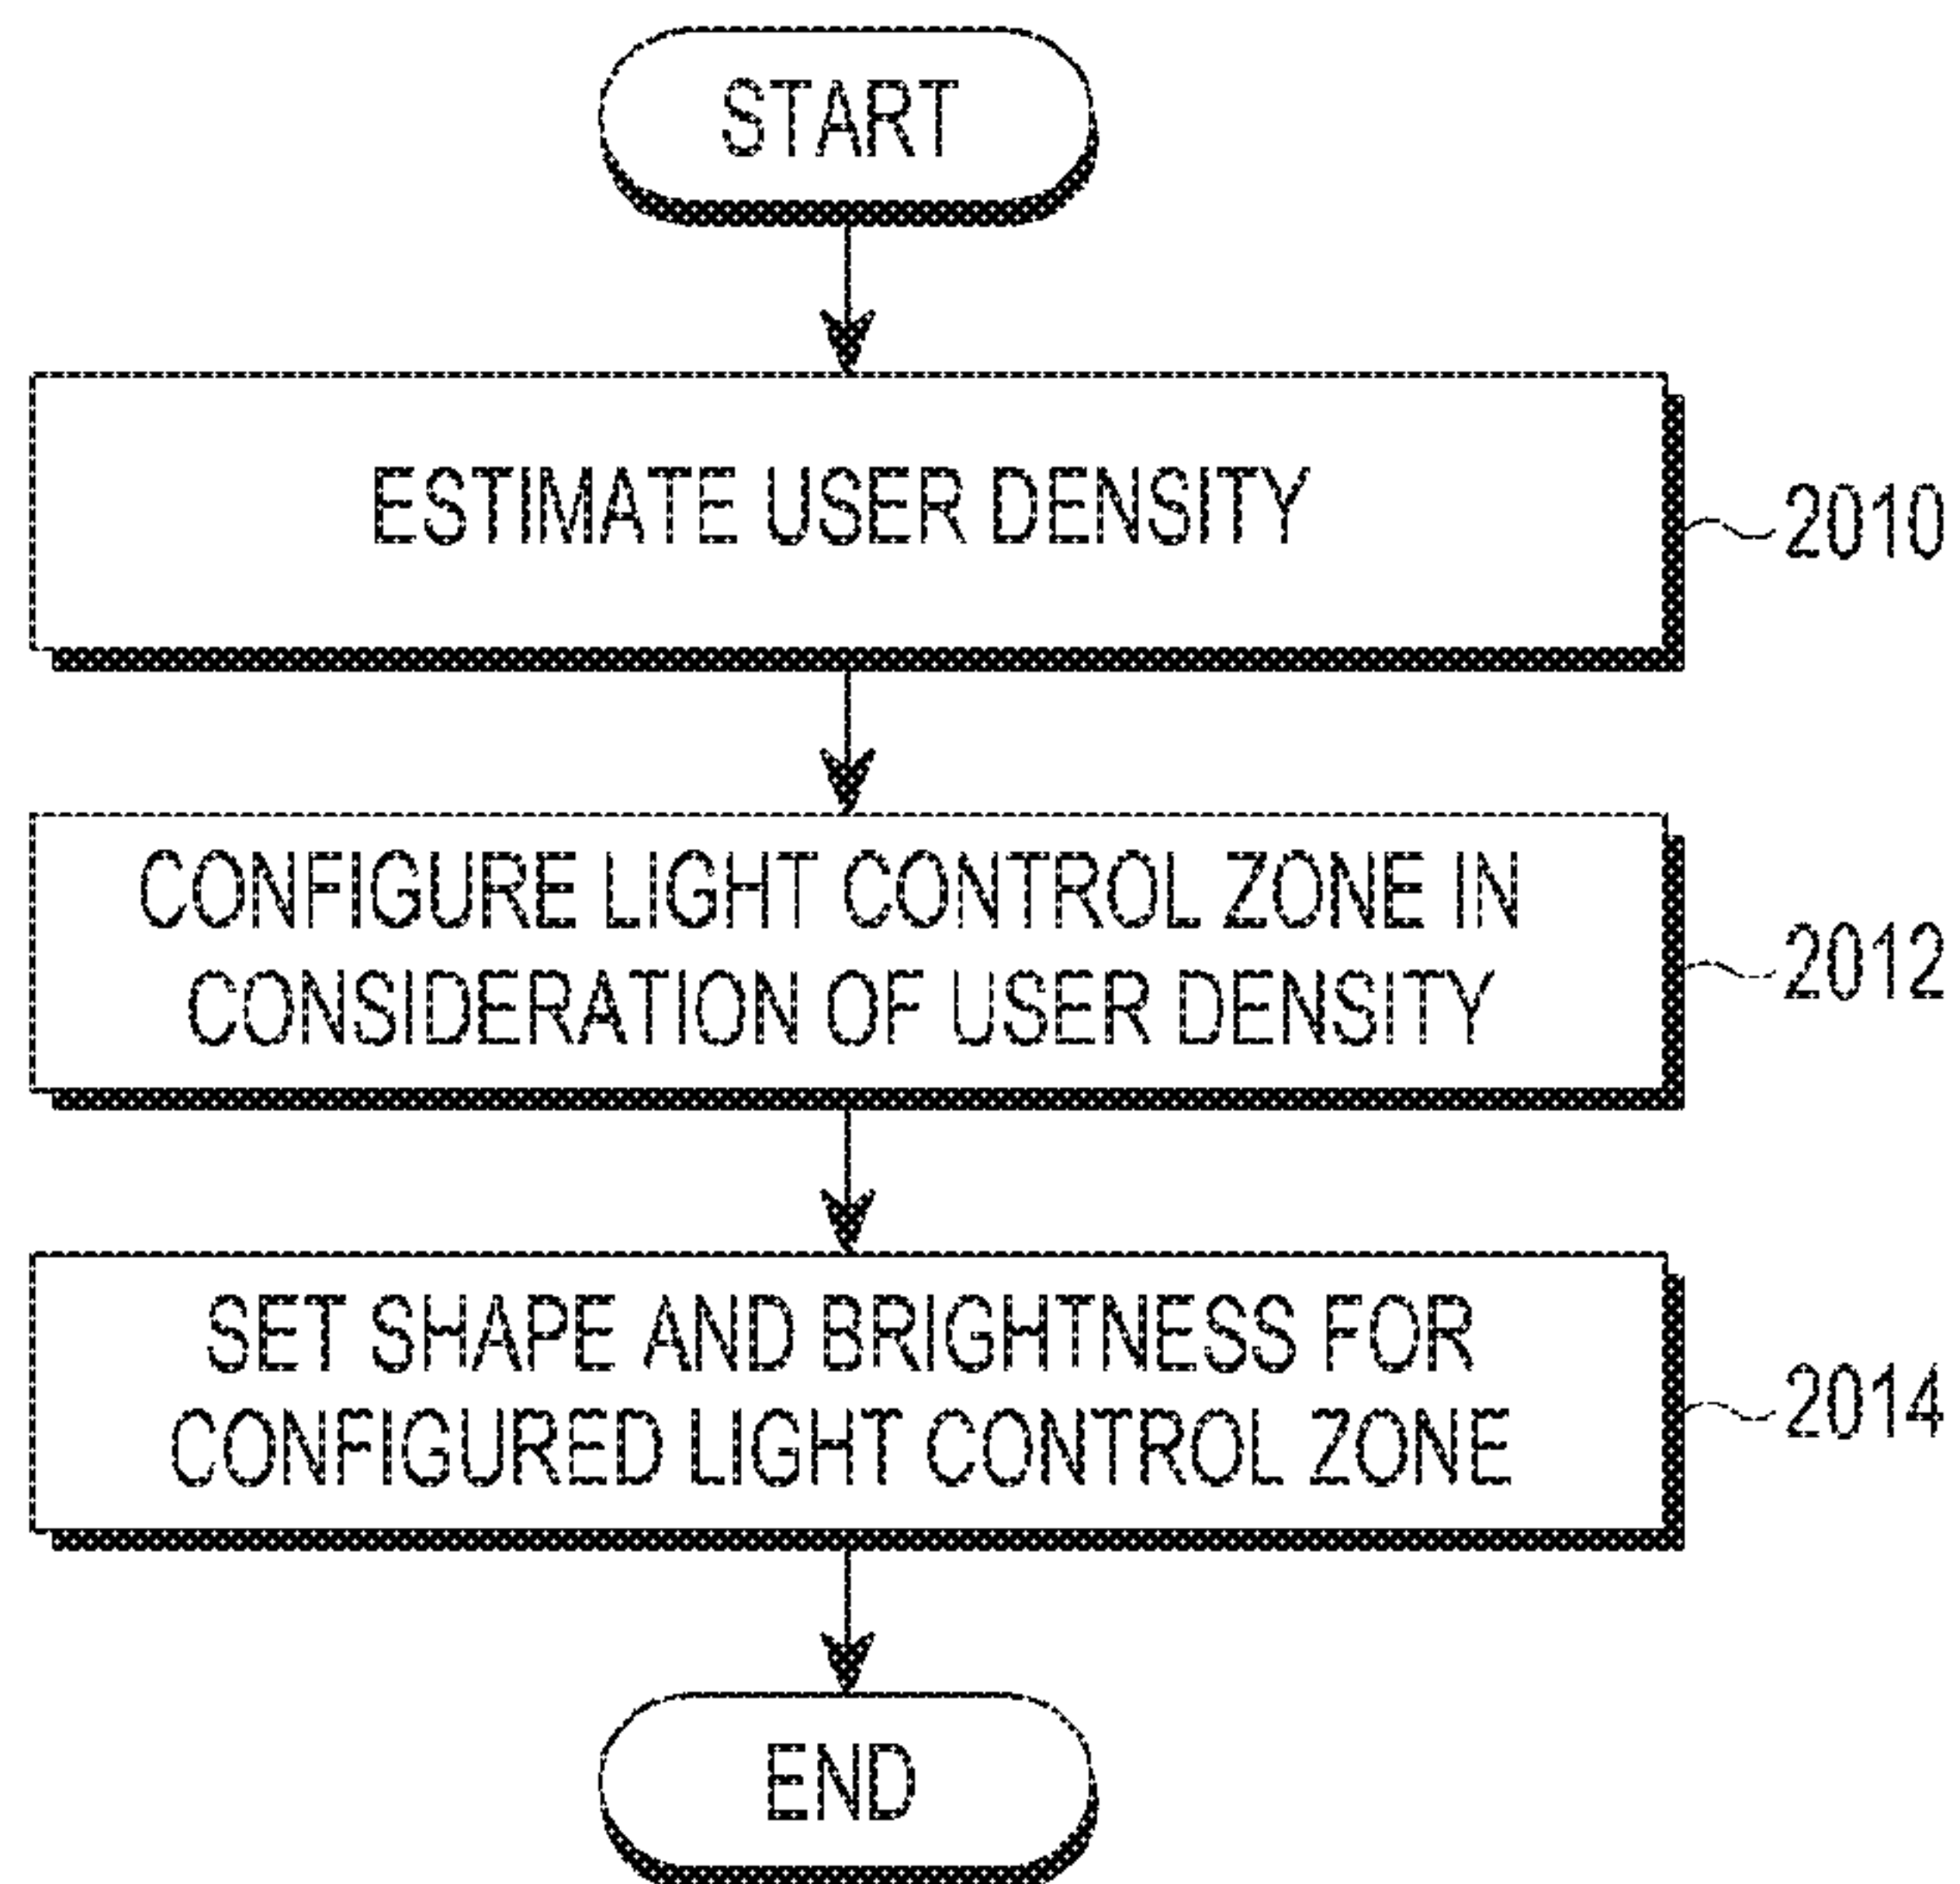 START
ESTIMATE USER DENSITY
2010
CONFIGURE LIGHT CONTROL ZONE IN
CONSIDERATION OF USER DENSITY
2012
SET SHAPE AND BRIGHTNESS FOR
CONFIGURED LIGHT CONTROL ZONE
2014
END